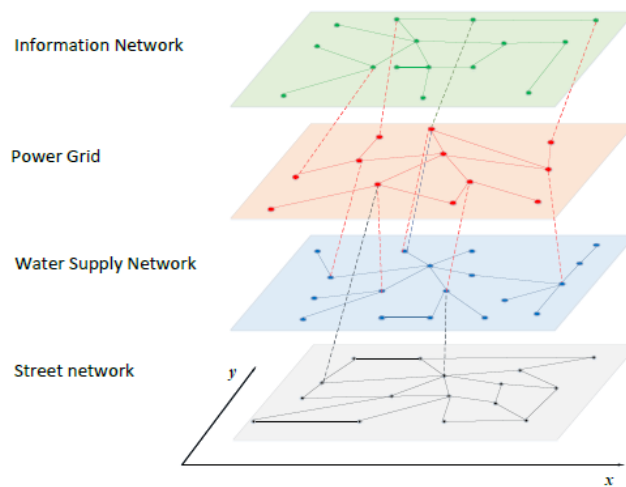 Information Network
Power Grid
Water Supply Network
Street network
y
x